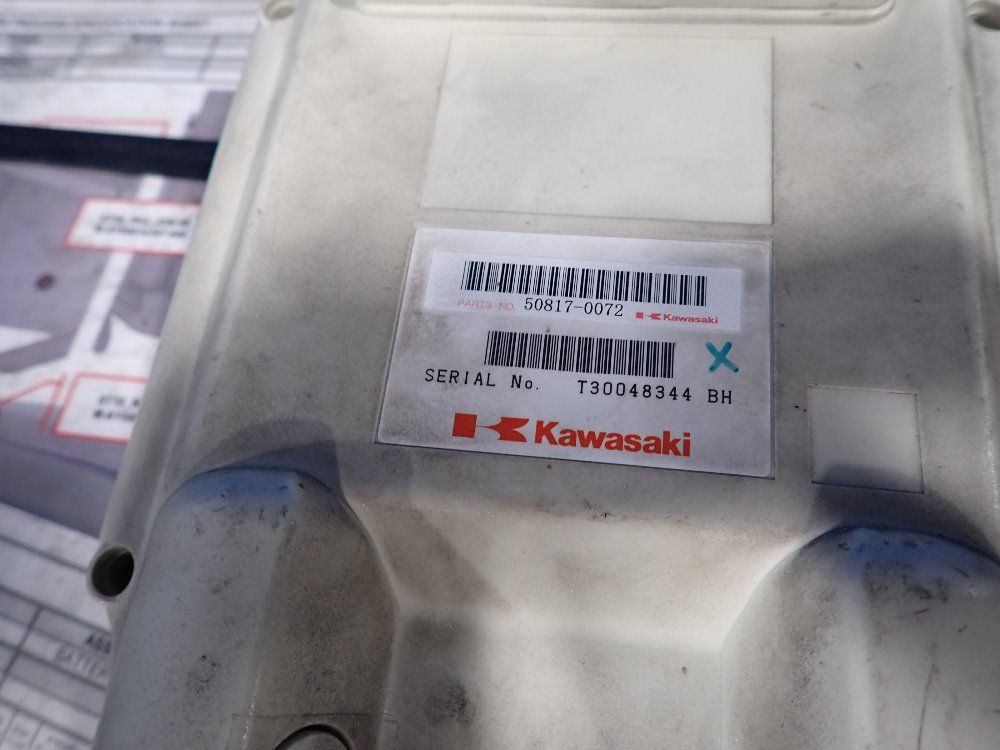 PARTS NO. 50817-0072 Kawasaki
X
SERIAL No. T30048344 BH
Kawasaki